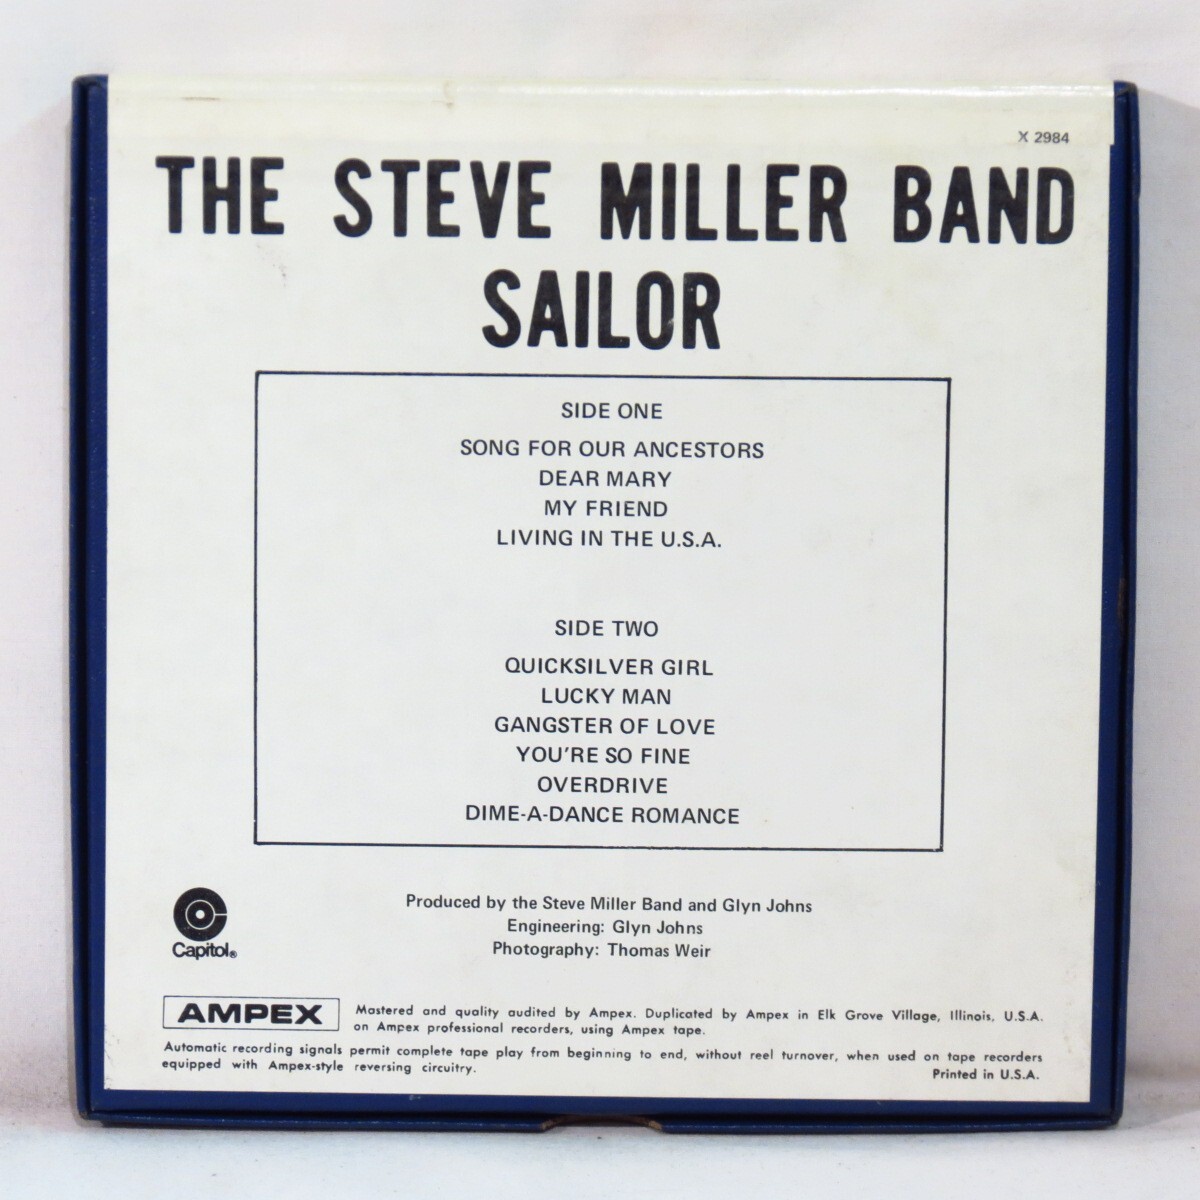 X 2984
THE STEVE MILLER BAND
SAILOR
SIDE ONE
SONG FOR OUR ANCESTORS
DEAR MARY
MY FRIEND
LIVING IN THE U.S.A.
SIDE TWO
QUICKSILVER GIRL
LUCKY MAN
GANGSTER OF LOVE
YOU'RE SO FINE
OVERDRIVE
DIME-A-DANCE ROMANCE
Produced by the Steve Miller Band and Glyn Johns
Engineering: Glyn Johns
Photography: Thomas Weir
Capitol®
AMPEX
Mastered and quality audited by Ampex. Duplicated by Ampex in Elk Grove Village, Illinois, U.S.A.
on Ampex professional recorders, using Ampex tape.
Automatic recording signals permit complete tape play from beginning to end, without reel turnover, when used on tape recorders
equipped with Ampex-style reversing circuitry.
Printed in U.S.A.